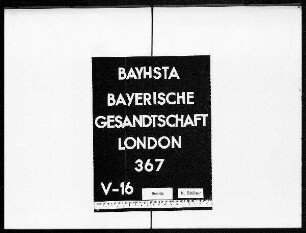 BAYHSTA
BAYERISCHE
GESANDTSCHAFT
LONDON
367
V-16